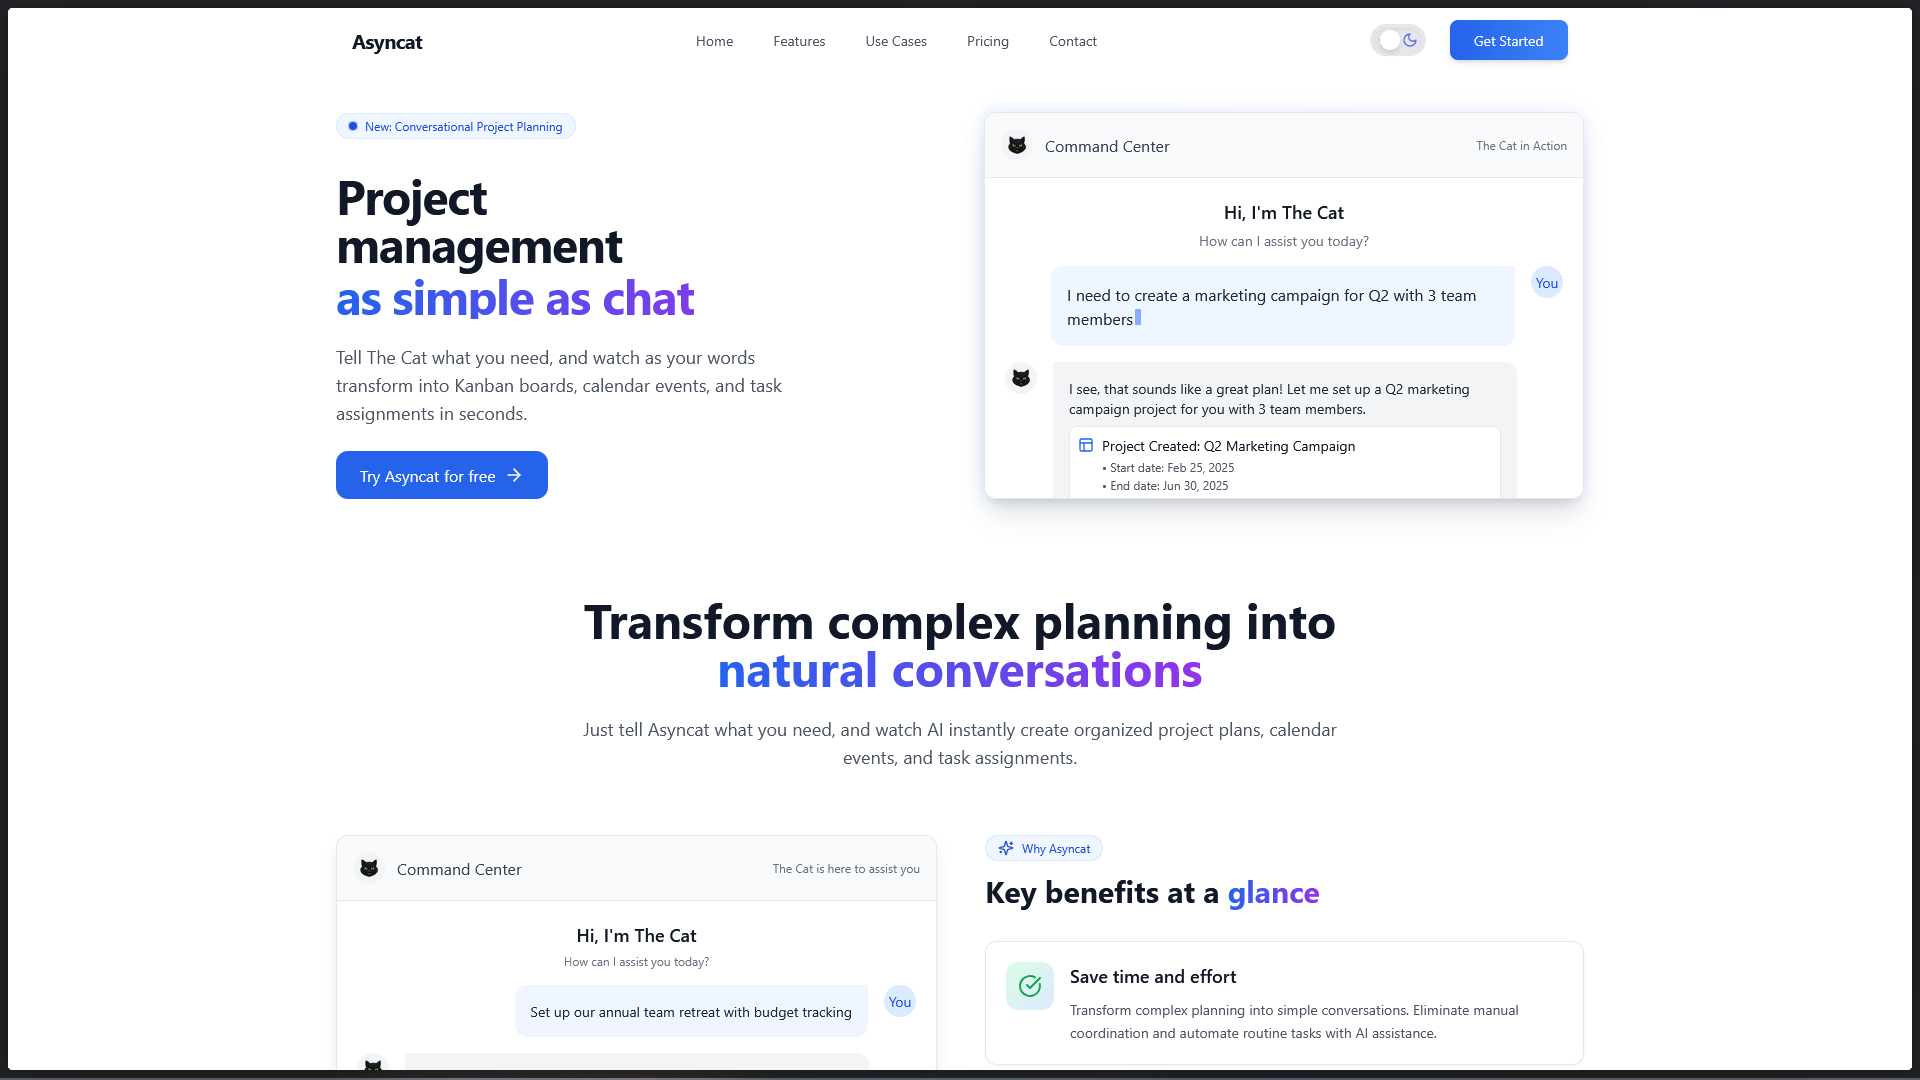 Asyncat
Home
Features
Use Cases
Pricing
Contact
Get Started
New: Conversational Project Planning
Project
management
as simple as chat
Tell The Cat what you need, and watch as your words
transform into Kanban boards, calendar events, and task
assignments in seconds.
Try Asyncat for free
Command Center
The Cat in Action
Hi, I'm The Cat
How can I assist you today?
I need to create a marketing campaign for Q2 with 3 team
members
You
I see, that sounds like a great plan! Let me set up a Q2 marketing
campaign project for you with 3 team members.
Project Created: Q2 Marketing Campaign
• Start date: Feb 25, 2025
• End date: Jun 30, 2025
Transform complex planning into
natural conversations
Just tell Asyncat what you need, and watch AI instantly create organized project plans, calendar
events, and task assignments.
Command Center
The Cat is here to assist you
Hi, I'm The Cat
How can I assist you today?
Set up our annual team retreat with budget tracking
You
Why Asyncat
Key benefits at a glance
Save time and effort
Transform complex planning into simple conversations. Eliminate manual
coordination and automate routine tasks with AI assistance.